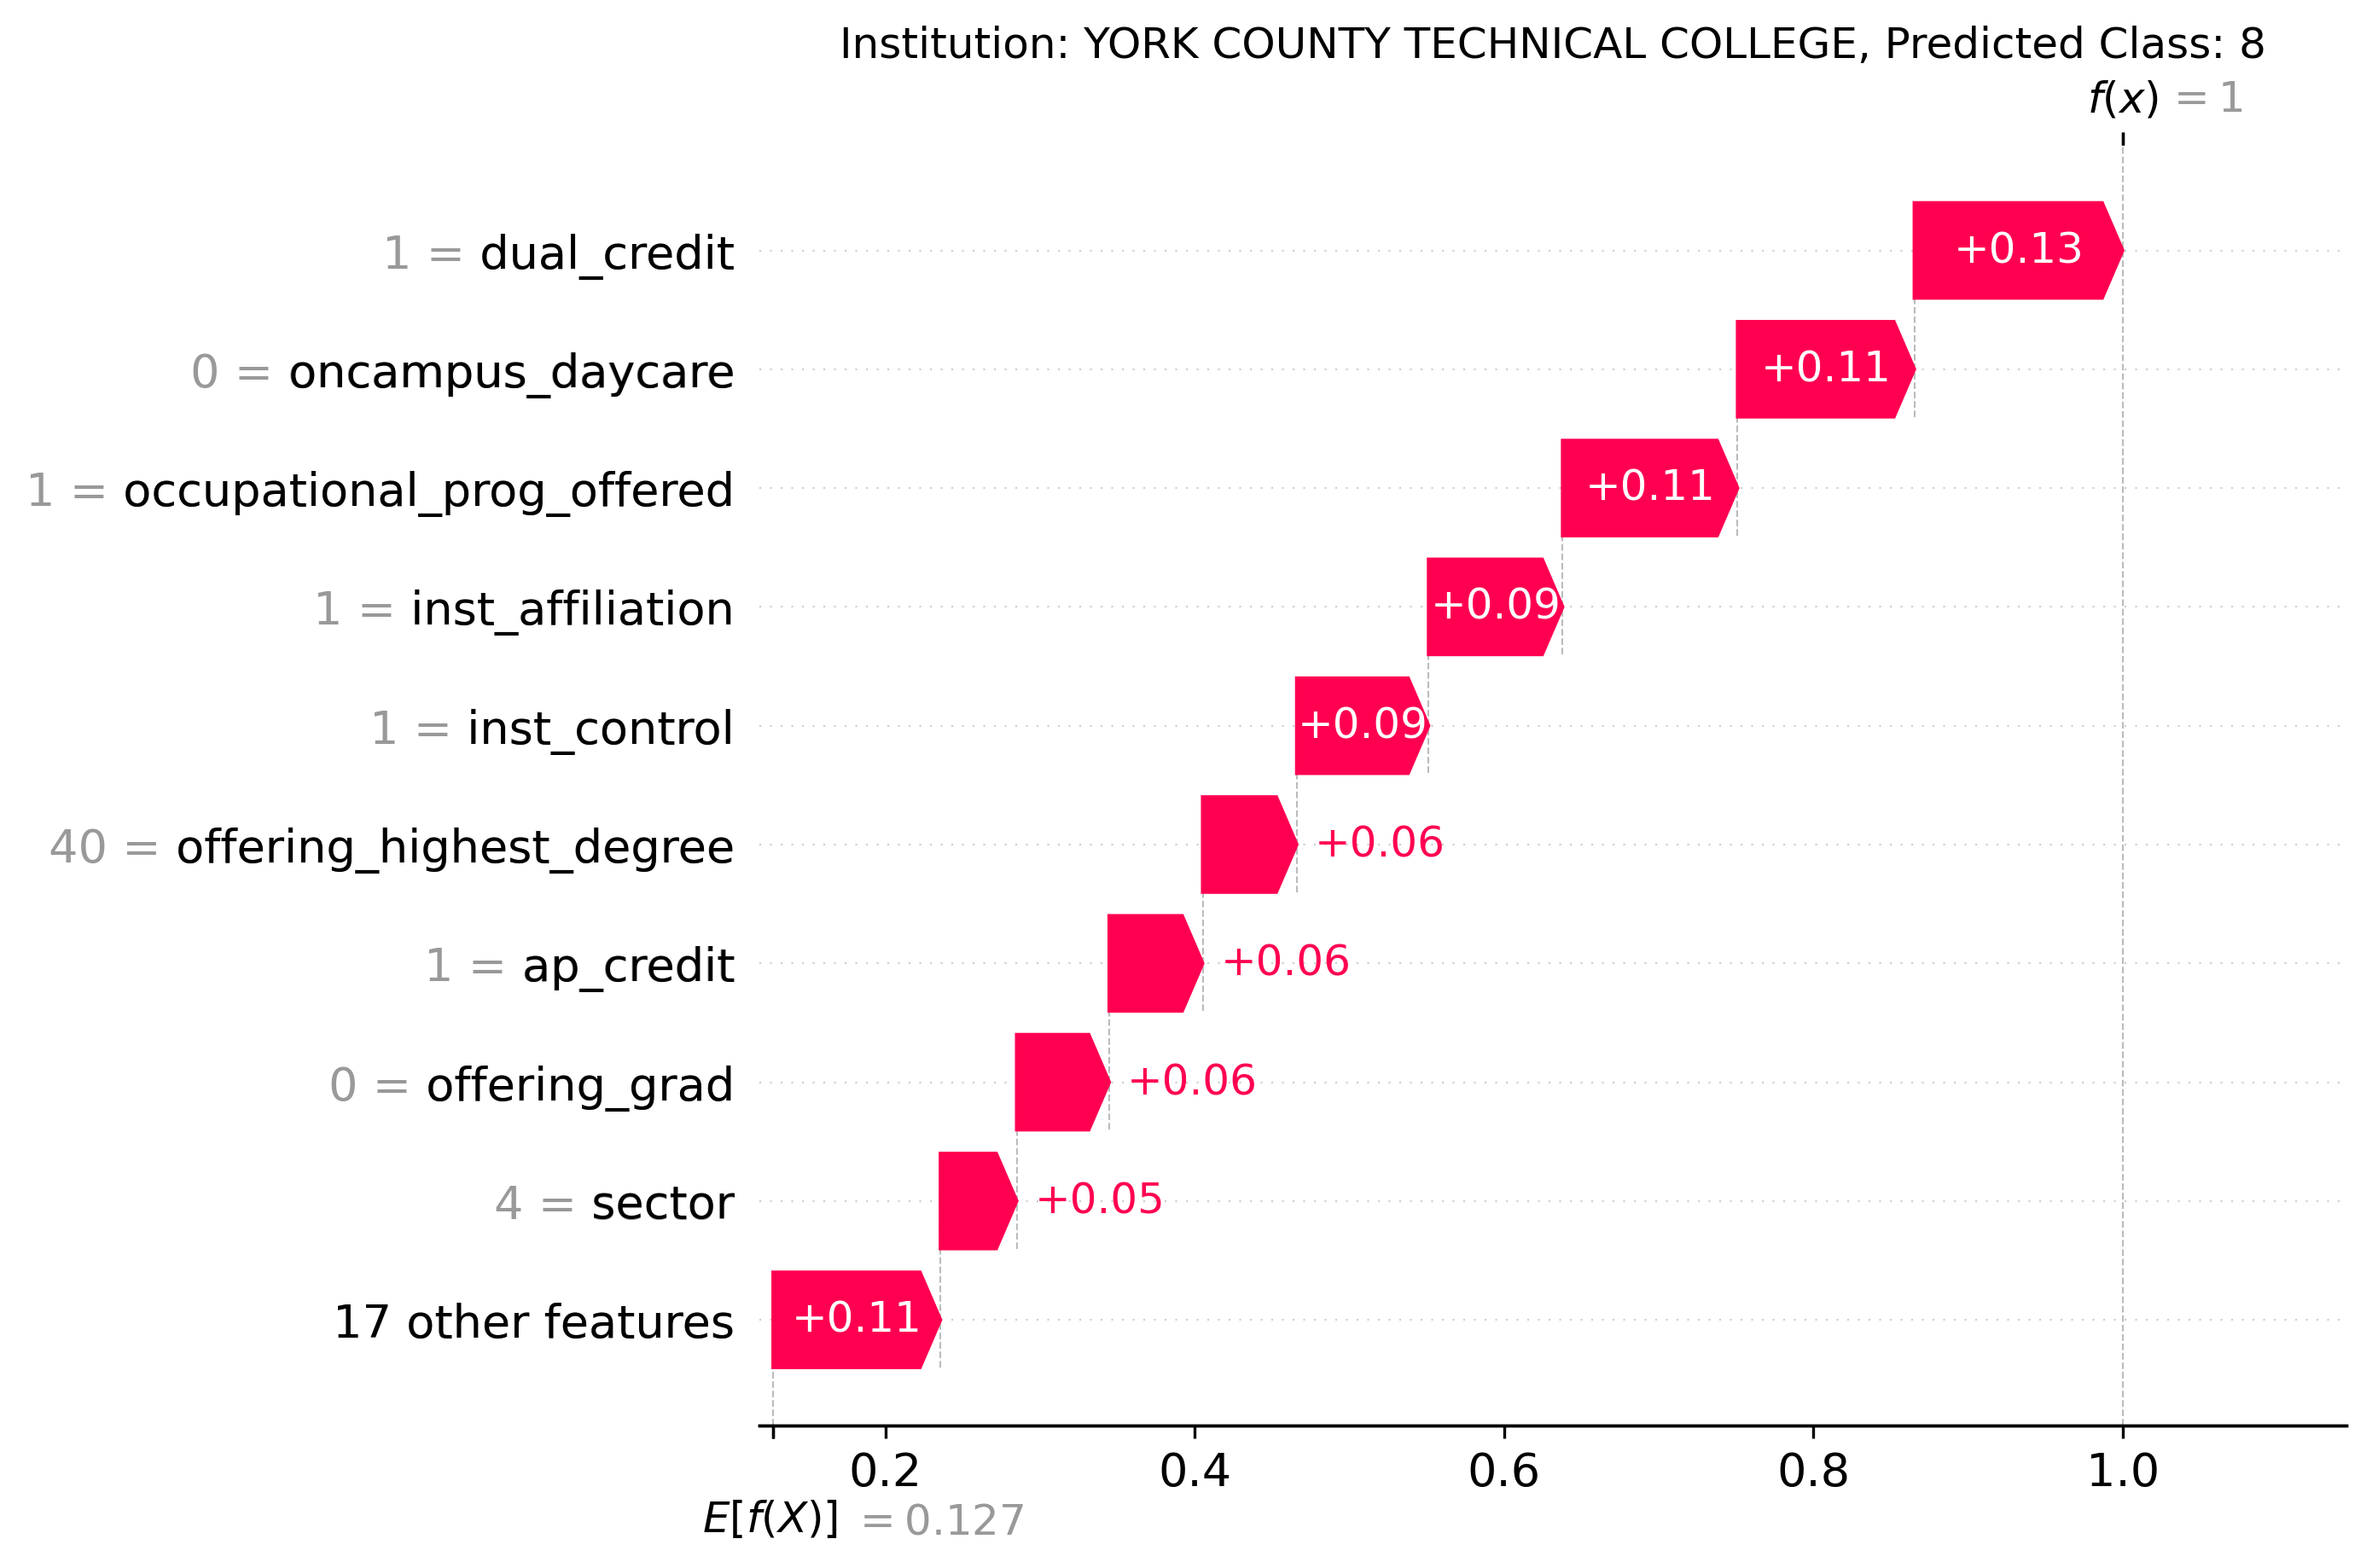 Institution: YORK COUNTY TECHNICAL COLLEGE, Predicted Class: 8
f(x) = 1
1 = dual_credit +0.13
0 = oncampus_daycare +0.11
1 = occupational_prog_offered +0.11
1 = inst_affiliation +0.09
1 = inst_control +0.09
40 = offering_highest_degree +0.06
1 = ap_credit +0.06
0 = offering_grad +0.06
4 = sector +0.05
17 other features +0.11
0.2 0.4 0.6 0.8 1.0
E[f(X)] = 0.127